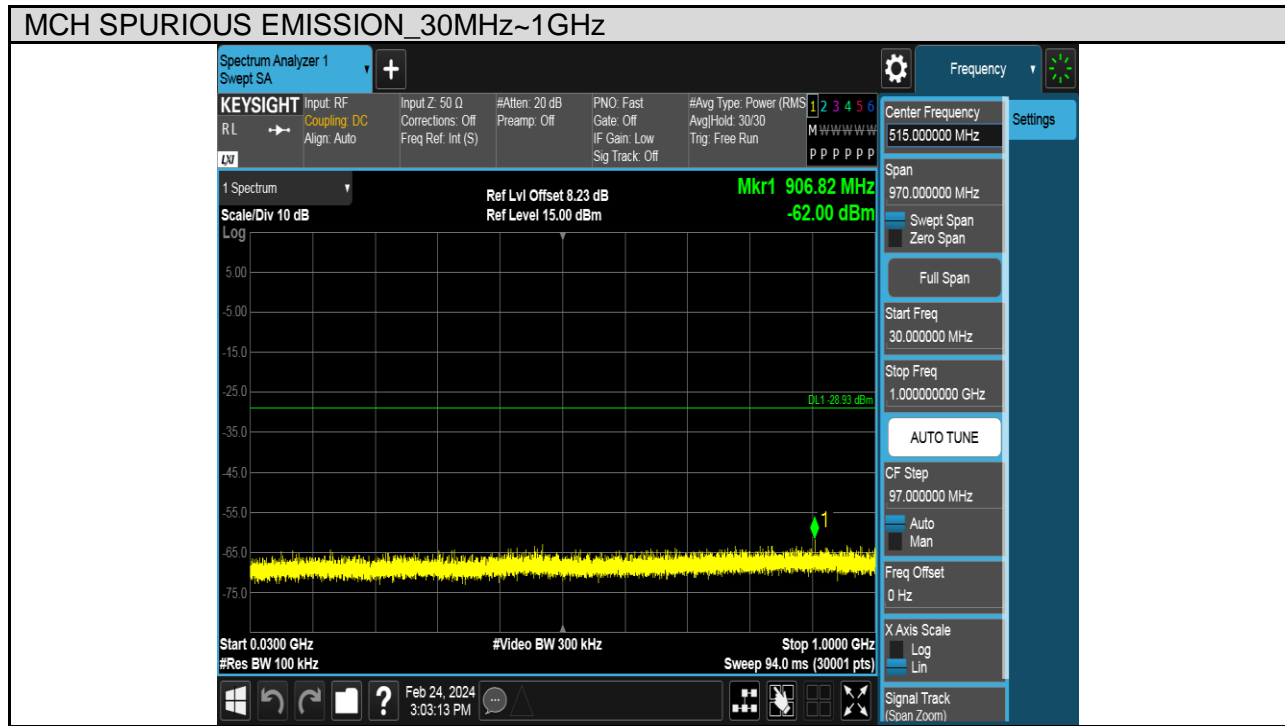 MCH SPURIOUS EMISSION_30MHz~1GHz
Spectrum Analyzer 1
Swept SA
+
Frequency
KEYSIGHT
RL
LXI
Input: RF
Coupling: DC
Align: Auto
Input Z: 50 Ω
Corrections: Off
Freq Ref: Int (S)
#Atten: 20 dB
Preamp: Off
PNO: Fast
Gate: Off
IF Gain: Low
Sig Track: Off
#Avg Type: Power (RMS
Avg|Hold: 30/30
Trig: Free Run
1 2 3 4 5 6
M W W W W W
P P P P P P
Center Frequency
515.000000 MHz
Settings
Span
970.000000 MHz
Swept Span
Zero Span
Full Span
Start Freq
30.000000 MHz
Stop Freq
1.000000000 GHz
AUTO TUNE
CF Step
97.000000 MHz
Auto
Man
Freq Offset
0 Hz
X Axis Scale
Log
Lin
Signal Track
(Span Zoom)
1 Spectrum
Scale/Div 10 dB
Log
Ref Lvl Offset 8.23 dB
Ref Level 15.00 dBm
Mkr1 906.82 MHz
-62.00 dBm
5.00
-5.00
-15.0
-25.0
DL1 -28.93 dBm
-35.0
-45.0
-55.0
1
-65.0
-75.0
Start 0.0300 GHz
#Video BW 300 kHz
Stop 1.0000 GHz
#Res BW 100 kHz
Sweep 94.0 ms (30001 pts)
?
Feb 24, 2024
3:03:13 PM